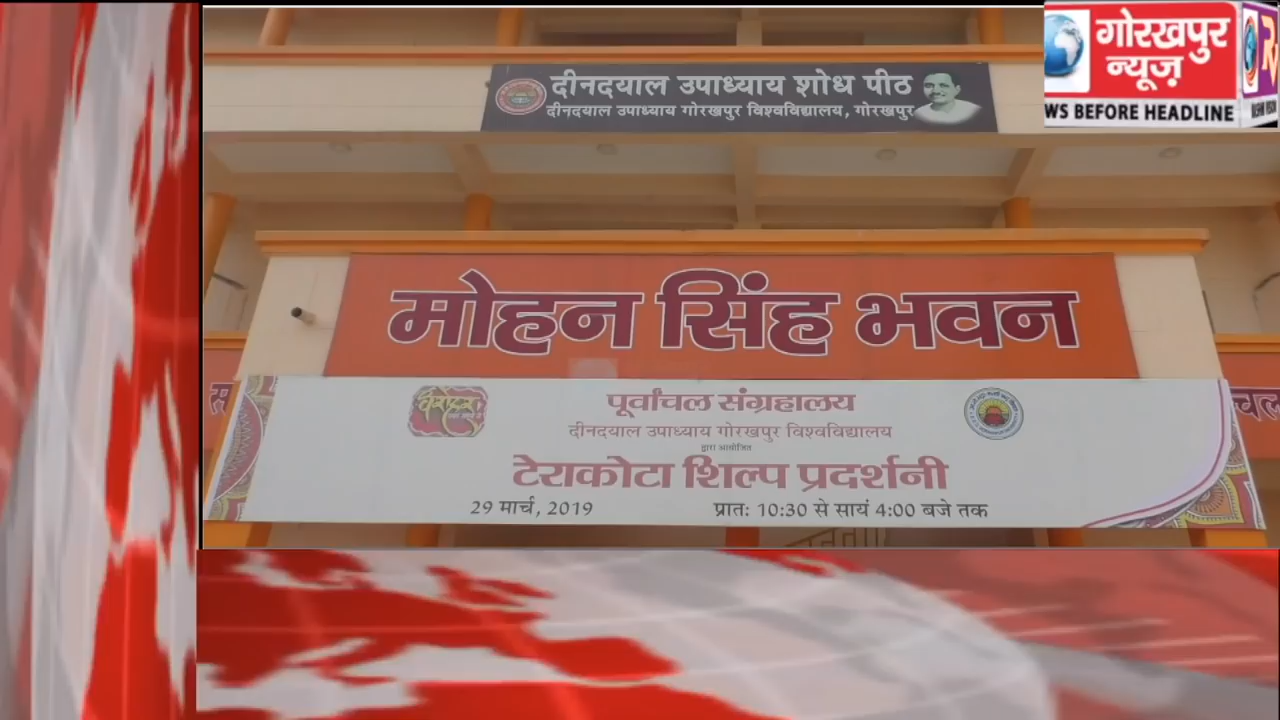 दीनदयाल उपाध्याय शोध पीठ
दीनदयाल उपाध्याय गोरखपुर विश्वविद्यालय, गोरखपुर
गोरखपुर
न्यूज़
WS BEFORE HEADLINE
मोहन सिंह भवन
पूर्वांचल संग्रहालय
दीनदयाल उपाध्याय गोरखपुर विश्वविद्यालय
द्वारा आयोजित
टेराकोटा शिल्प प्रदर्शनी
29 मार्च, 2019 प्रातः 10:30 से सायं 4:00 बजे तक